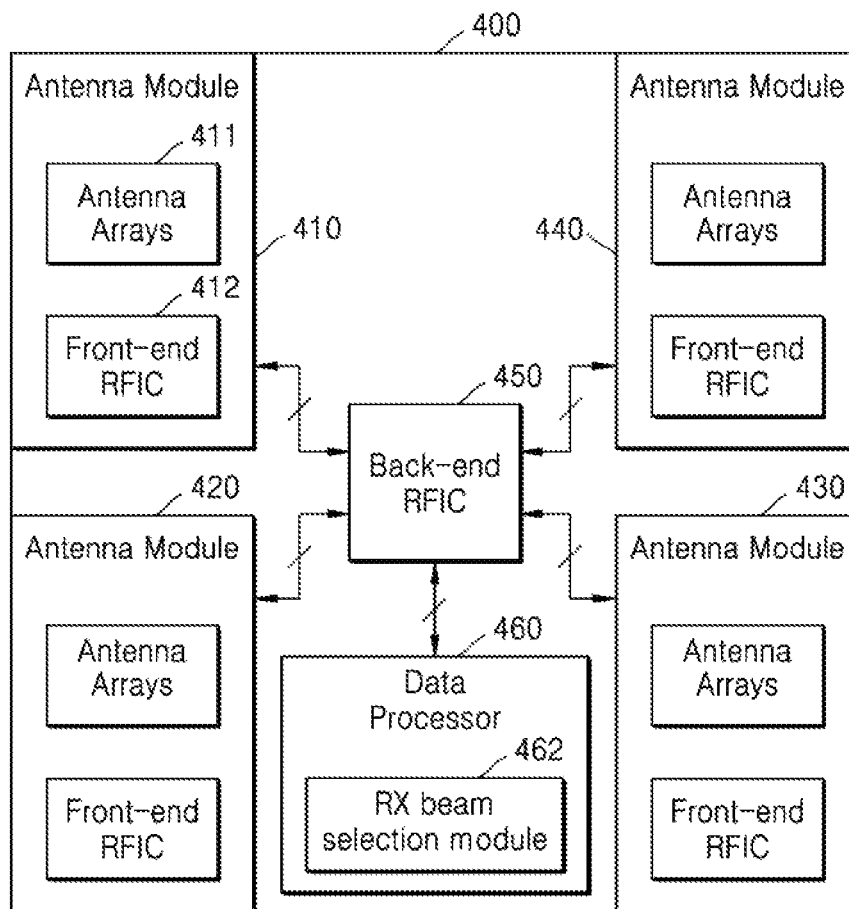 400
Antenna Module
411
Antenna
Arrays
410
412
Front-end
RFIC
Antenna Module
440
Antenna
Arrays
Front-end
RFIC
450
Back-end
RFIC
420
Antenna Module
Antenna
Arrays
Front-end
RFIC
460
Data
Processor
462
RX beam
selection module
430
Antenna Module
Antenna
Arrays
Front-end
RFIC